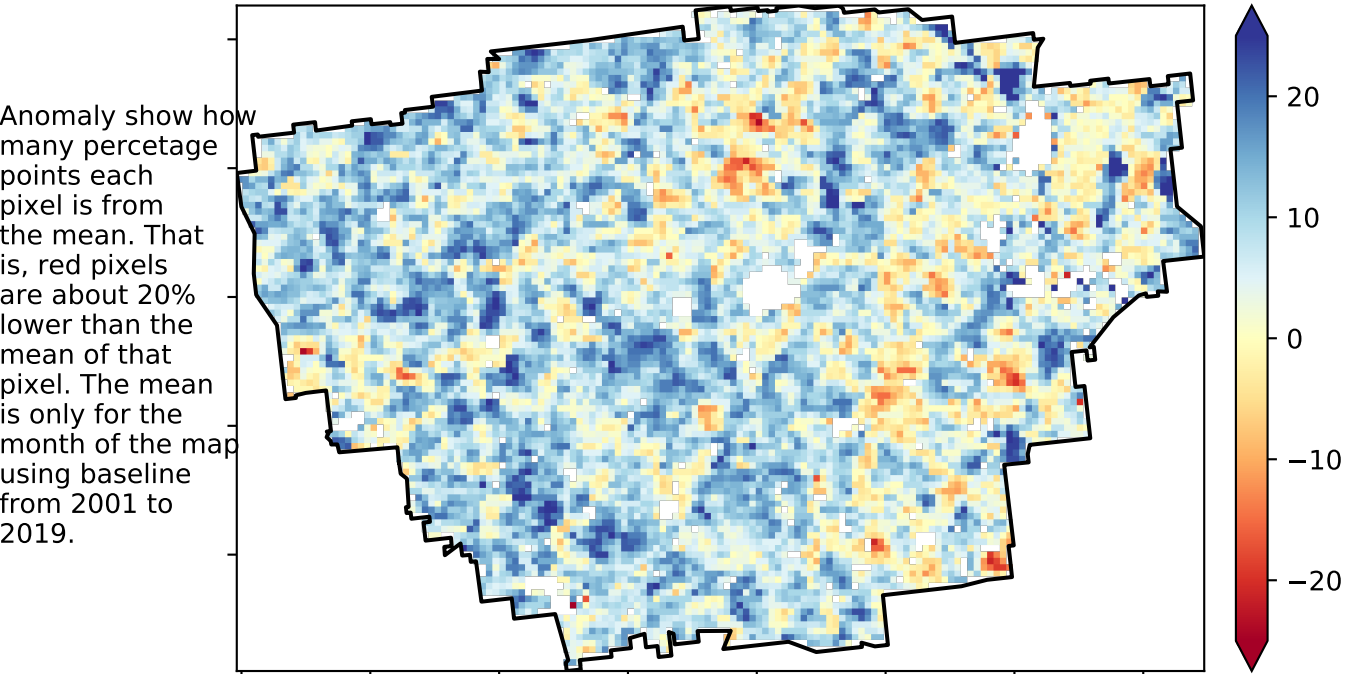 Anomaly show how
many percetage
points each
pixel is from
the mean. That
is, red pixels
are about 20%
lower than the
mean of that
pixel. The mean
is only for the
month of the map
using baseline
from 2001 to
2019.
20
10
0
−10
−20